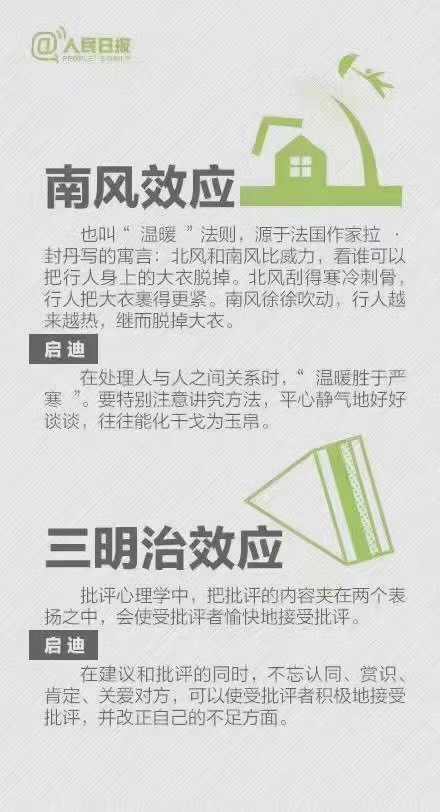 @人民日报
PEOPLE'S DAILY
南风效应
也叫“ 温暖 ”法则，源于法国作家拉 ·
封丹写的寓言：北风和南风比威力，看谁可以
把行人身上的大衣脱掉。北风刮得寒冷刺骨，
行人把大衣裹得更紧。南风徐徐吹动，行人越
来越热，继而脱掉大衣。
启迪
在处理人与人之间关系时，“ 温暖胜于严
寒 ”。要特别注意讲究方法，平心静气地好好
谈谈，往往能化干戈为玉帛。
三明治效应
批评心理学中，把批评的内容夹在两个表
扬之中，会使受批评者愉快地接受批评。
启迪
在建议和批评的同时，不忘认同、赏识、
肯定、关爱对方，可以使受批评者积极地接受
批评，并改正自己的不足方面。